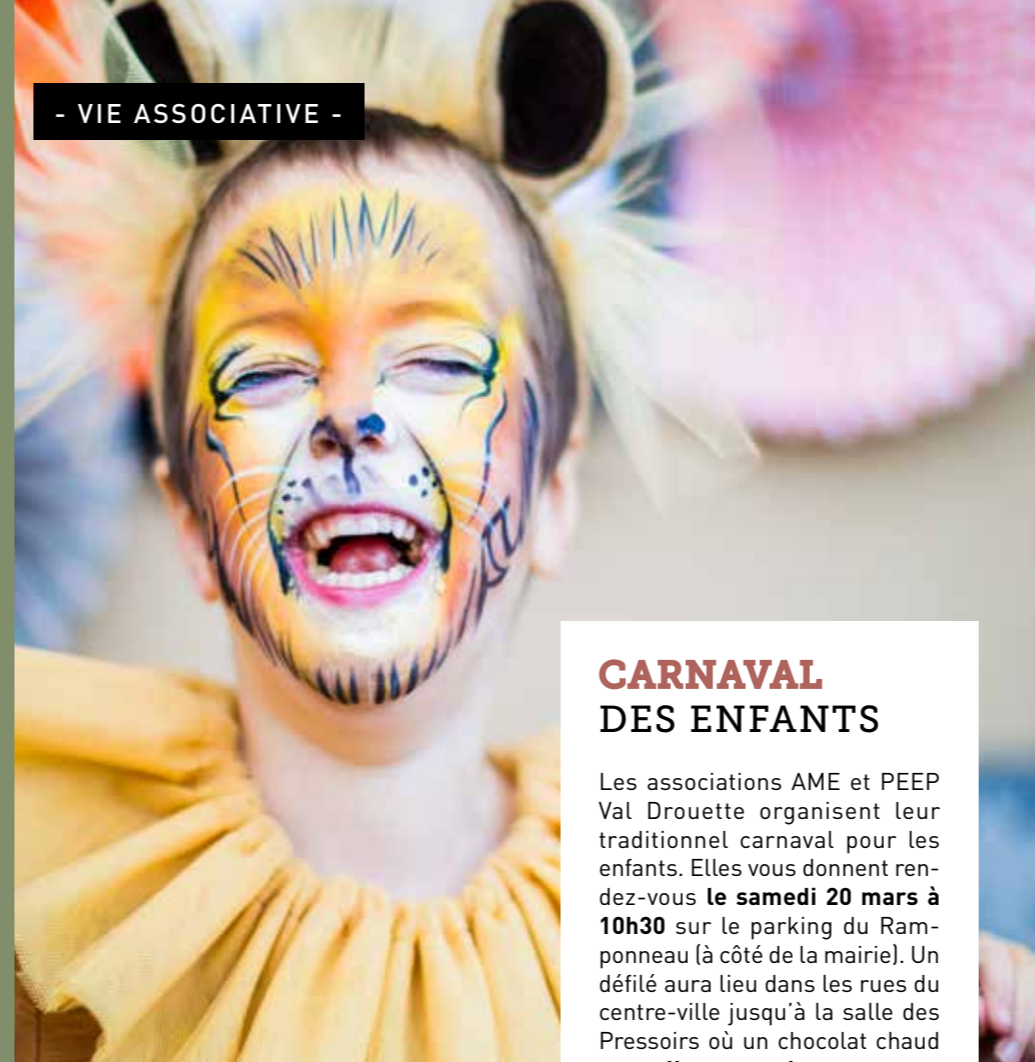 - VIE ASSOCIATIVE -
CARNAVAL
DES ENFANTS
Les associations AME et PEEP
Val Drouette organisent leur
traditionnel carnaval pour les
enfants. Elles vous donnent ren-
dez-vous le samedi 20 mars à
10h30 sur le parking du Ram-
ponneau (à côté de la mairie). Un
défilé aura lieu dans les rues du
centre-ville jusqu'à la salle des
Pressoirs où un chocolat chaud